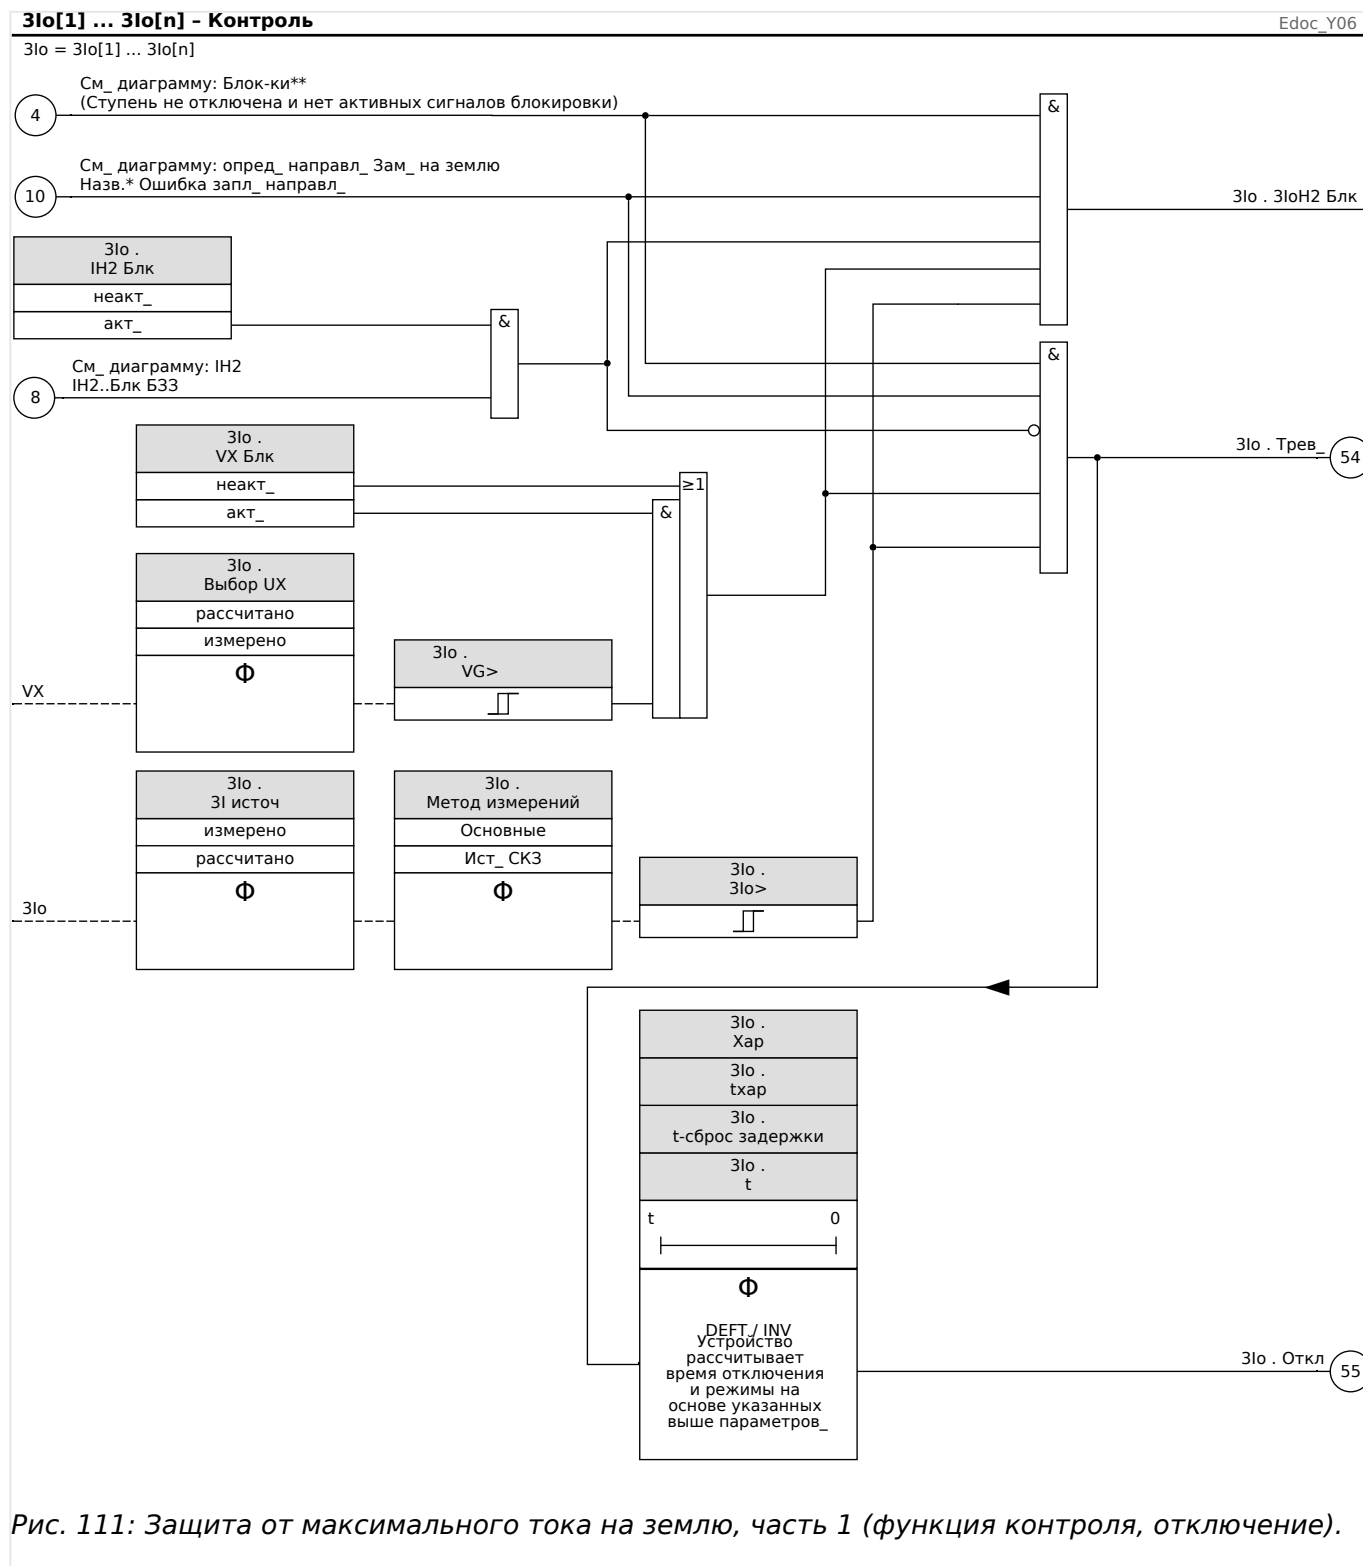 3Io[1] ... 3Io[n] – Контроль
Edoc_Y06
3Io = 3Io[1] ... 3Io[n]
См_ диаграмму: Блок-ки**
(Ступень не отключена и нет активных сигналов блокировки)
4
&
См_ диаграмму: опред_ направл_ Зам_ на землю
Назв.* Ошибка запл_ направл_
10
3Io . 3IoH2 Блк
3Io .
IH2 Блк
неакт_
акт_
&
См_ диаграмму: IH2
IH2..Блк БЗЗ
8
&
3Io .
VX Блк
неакт_
акт_
≥1
&
3Io . Трев_
54
3Io .
Выбор UX
рассчитано
измерено
Φ
VX
3Io .
VG>
3Io .
3I источ
измерено
рассчитано
Φ
3Io
3Io .
Метод измерений
Основные
Ист_ СКЗ
Φ
3Io .
3Io>
3Io .
Хар
3Io .
tхар
3Io .
t-сброс задержки
3Io .
t
t 0
Φ
DEFT / INV
Устройство
рассчитывает
время отключения
и режимы на
основе указанных
выше параметров_
3Io . Откл
55
Рис. 111: Защита от максимального тока на землю, часть 1 (функция контроля, отключение).